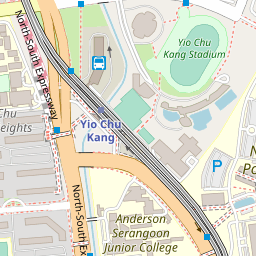 North-South Expressway
Yio Chu
Kang Stadium
Yio Chu
Kang
Chu
Heights
North-South Ex
Anderson
Serangoon
Junior College
N
Po
P